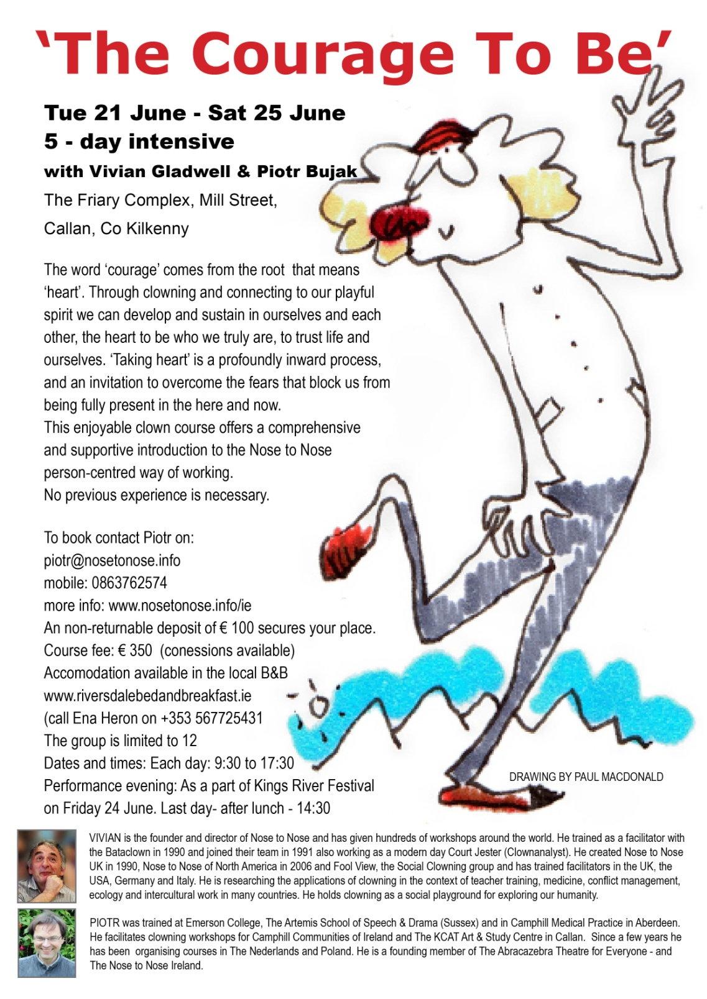 ‘The Courage To Be’
Tue 21 June - Sat 25 June
5 - day intensive
with Vivian Gladwell & Piotr Bujak
The Friary Complex, Mill Street,
Callan, Co Kilkenny
The word ‘courage’ comes from the root  that means
‘heart’. Through clowning and connecting to our playful
spirit we can develop and sustain in ourselves and each
other, the heart to be who we truly are, to trust life and
ourselves. ‘Taking heart’ is a profoundly inward process,
and an invitation to overcome the fears that block us from
being fully present in the here and now.
This enjoyable clown course offers a comprehensive
and supportive introduction to the Nose to Nose
person-centred way of working.
No previous experience is necessary.
To book contact Piotr on:
piotr@nosetonose.info
mobile: 0863762574
more info: www.nosetonose.info/ie
An non-returnable deposit of € 100 secures your place.
Course fee: € 350  (conessions available)
Accomodation available in the local B&B
www.riversdalebedandbreakfast.ie
(call Ena Heron on +353 567725431
The group is limited to 12
Dates and times: Each day: 9:30 to 17:30
Performance evening: As a part of Kings River Festival
on Friday 24 June. Last day- after lunch - 14:30
DRAWING BY PAUL MACDONALD
VIVIAN is the founder and director of Nose to Nose and has given hundreds of workshops around the world. He trained as a facilitator with
the Bataclown in 1990 and joined their team in 1991 also working as a modern day Court Jester (Clownanalyst). He created Nose to Nose
UK in 1990, Nose to Nose of North America in 2006 and Fool View, the Social Clowning group and has trained facilitators in the UK, the
USA, Germany and Italy. He is researching the applications of clowning in the context of teacher training, medicine, conflict management,
ecology and intercultural work in many countries. He holds clowning as a social playground for exploring our humanity.
PIOTR was trained at Emerson College, The Artemis School of Speech & Drama (Sussex) and in Camphill Medical Practice in Aberdeen.
He facilitates clowning workshops for Camphill Communities of Ireland and The KCAT Art & Study Centre in Callan.  Since a few years he
has been  organising courses in The Nederlands and Poland. He is a founding member of The Abracazebra Theatre for Everyone - and
The Nose to Nose Ireland.